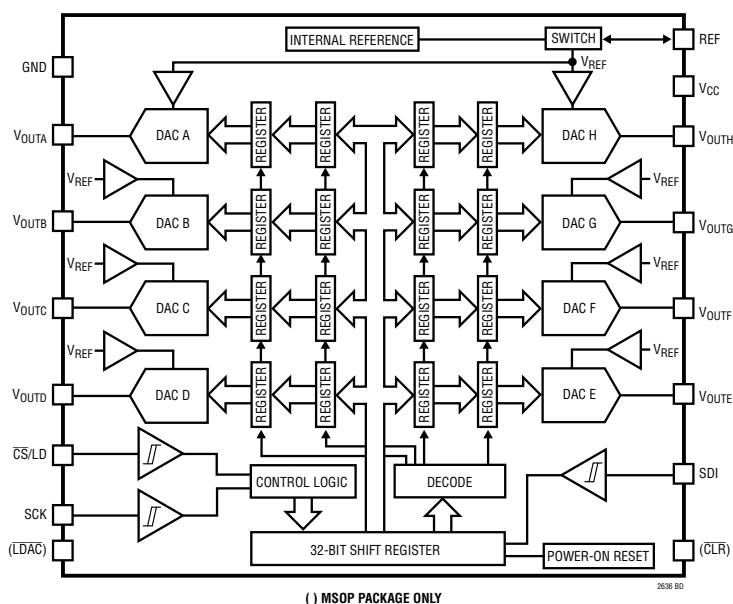 INTERNAL REFERENCE
SWITCH
REF
GND
VREF
VCC
VOUTA
DAC A
REGISTER
REGISTER
REGISTER
REGISTER
DAC H
VOUTH
VREF
VREF
VOUTB
DAC B
REGISTER
REGISTER
REGISTER
REGISTER
DAC G
VOUTG
VREF
VREF
VOUTC
DAC C
REGISTER
REGISTER
REGISTER
REGISTER
DAC F
VOUTF
VREF
VREF
VOUTD
DAC D
REGISTER
REGISTER
REGISTER
REGISTER
DAC E
VOUTE
C̅S̅/LD
CONTROL LOGIC
DECODE
SDI
SCK
(L̅D̅A̅C̅)
32-BIT SHIFT REGISTER
POWER-ON RESET
(C̅L̅R̅)
2636 BD
( ) MSOP PACKAGE ONLY